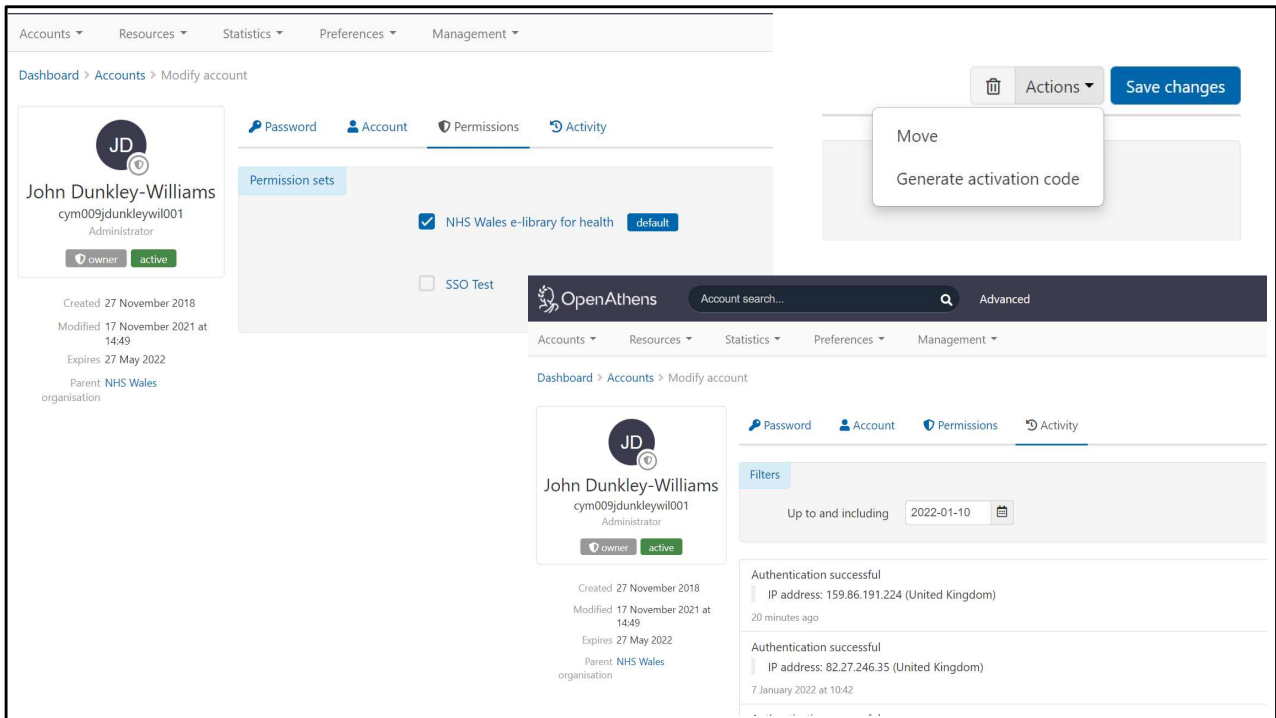 Accounts Resources Statistics Preferences Management
Dashboard > Accounts > Modify account
JD
John Dunkley-Williams
cym009jdunkleywil001
Administrator
owner active
Created 27 November 2018
Modified 17 November 2021 at
14:49
Expires 27 May 2022
Parent NHS Wales
organisation
Password Account Permissions Activity
Permission sets
NHS Wales e-library for health default
SSO Test
Actions Save changes
Move
Generate activation code
OpenAthens Account search... Advanced
Accounts Resources Statistics Preferences Management
Dashboard > Accounts > Modify account
JD
John Dunkley-Williams
cym009jdunkleywil001
Administrator
owner active
Created 27 November 2018
Modified 17 November 2021 at
14:49
Expires 27 May 2022
Parent NHS Wales
organisation
Password Account Permissions Activity
Filters
Up to and including 2022-01-10
Authentication successful
IP address: 159.86.191.224 (United Kingdom)
20 minutes ago
Authentication successful
IP address: 82.27.246.35 (United Kingdom)
7 January 2022 at 10:42